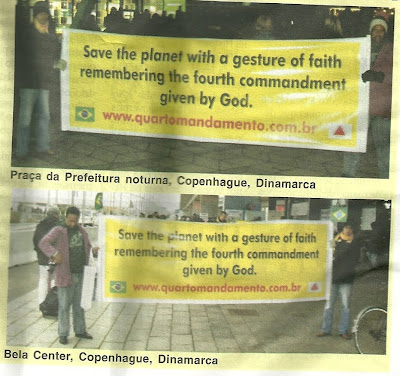 Save the planet with a gesture of faith
remembering the fourth commandment
given by God.
www.quartomandamento.com.br
Praça da Prefeitura noturna, Copenhague, Dinamarca
Save the planet with a gesture of faith
remembering the fourth commandment
given by God.
www.quartomandamento.com.br
Bela Center, Copenhague, Dinamarca